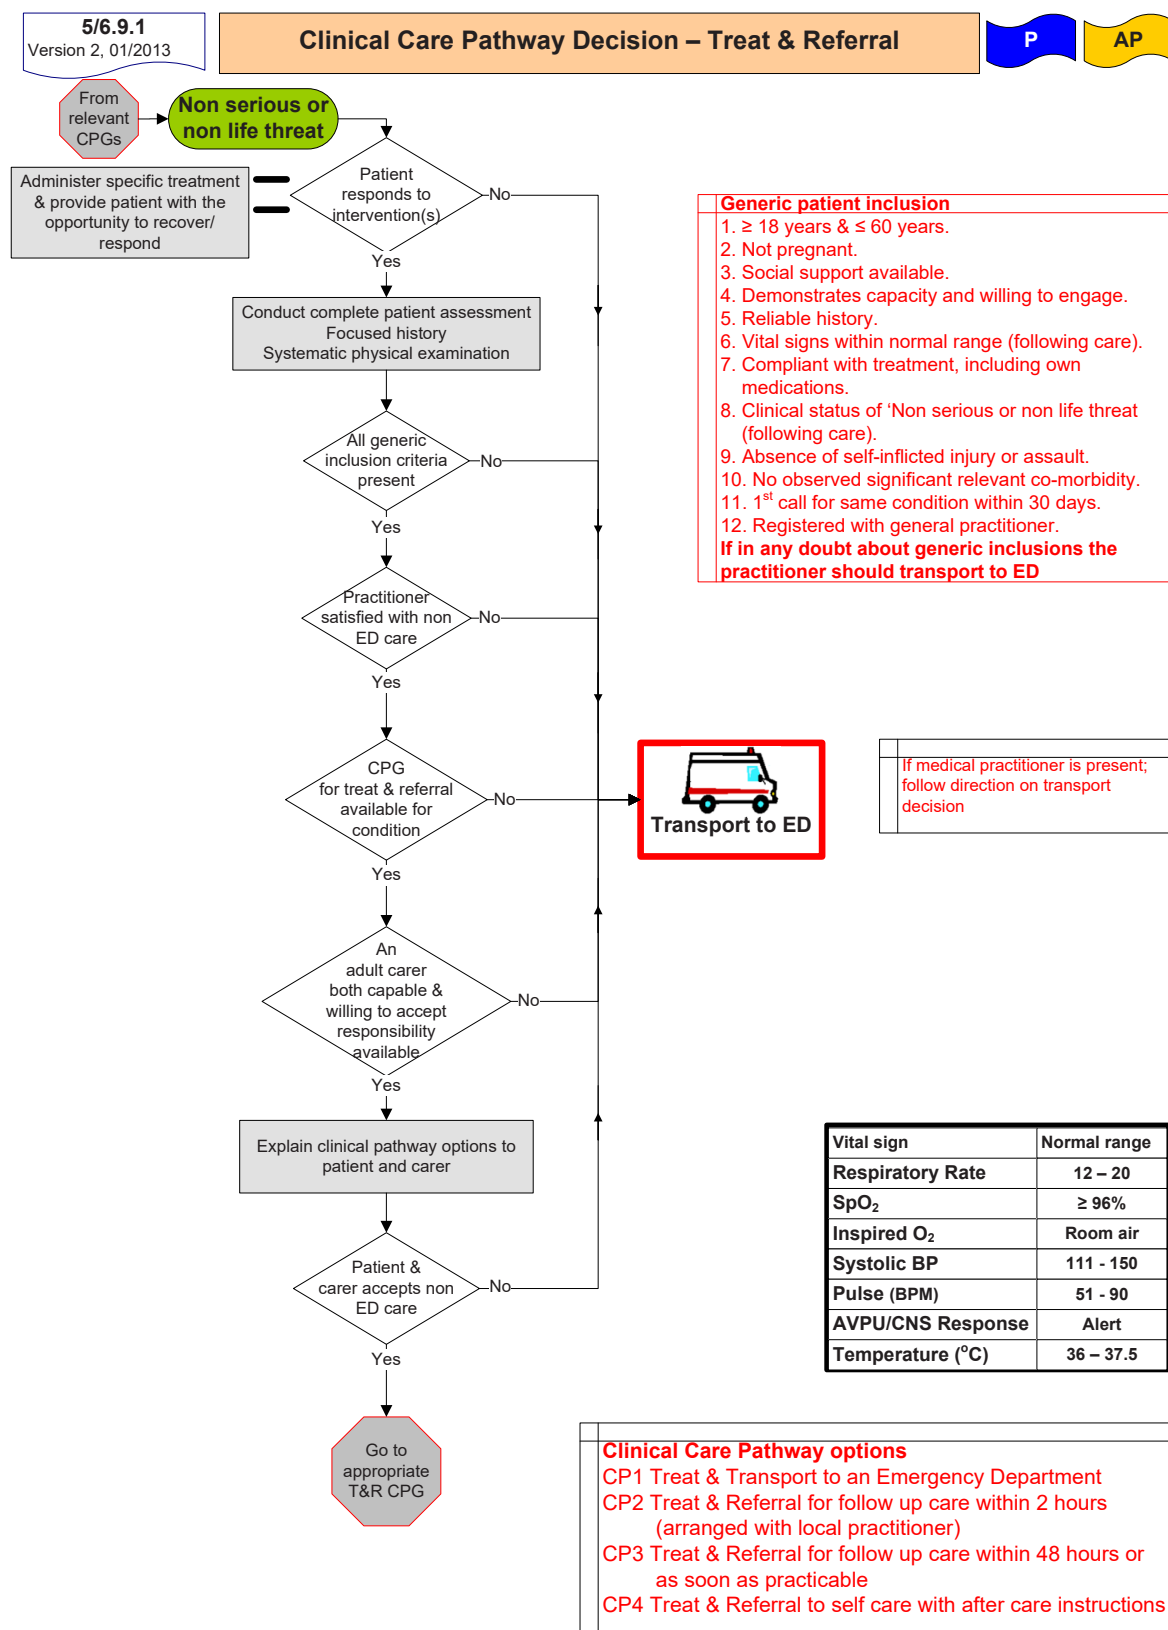 5/6.9.1
Version 2, 01/2013
Clinical Care Pathway Decision – Treat & Referral
P
AP
From
relevant
CPGs
Non serious or
non life threat
Administer specific treatment
& provide patient with the
opportunity to recover/
respond
Patient
responds to
intervention(s)
No
Yes
Conduct complete patient assessment
Focused history
Systematic physical examination
All generic
inclusion criteria
present
No
Yes
Practitioner
satisfied with non
ED care
No
Yes
CPG
for treat & referral
available for
condition
No
Yes
An
adult carer
both capable &
willing to accept
responsibility
available
No
Yes
Explain clinical pathway options to
patient and carer
Patient &
carer accepts non
ED care
No
Yes
Go to
appropriate
T&R CPG
Transport to ED
Generic patient inclusion
1. ≥ 18 years & ≤ 60 years.
2. Not pregnant.
3. Social support available.
4. Demonstrates capacity and willing to engage.
5. Reliable history.
6. Vital signs within normal range (following care).
7. Compliant with treatment, including own
medications.
8. Clinical status of ‘Non serious or non life threat
(following care).
9. Absence of self-inflicted injury or assault.
10. No observed significant relevant co-morbidity.
11. 1st call for same condition within 30 days.
12. Registered with general practitioner.
If in any doubt about generic inclusions the
practitioner should transport to ED
If medical practitioner is present;
follow direction on transport
decision
Vital sign Normal range
Respiratory Rate 12 – 20
SpO2 ≥ 96%
Inspired O2 Room air
Systolic BP 111 - 150
Pulse (BPM) 51 - 90
AVPU/CNS Response Alert
Temperature (°C) 36 – 37.5
Clinical Care Pathway options
CP1 Treat & Transport to an Emergency Department
CP2 Treat & Referral for follow up care within 2 hours
(arranged with local practitioner)
CP3 Treat & Referral for follow up care within 48 hours or
as soon as practicable
CP4 Treat & Referral to self care with after care instructions